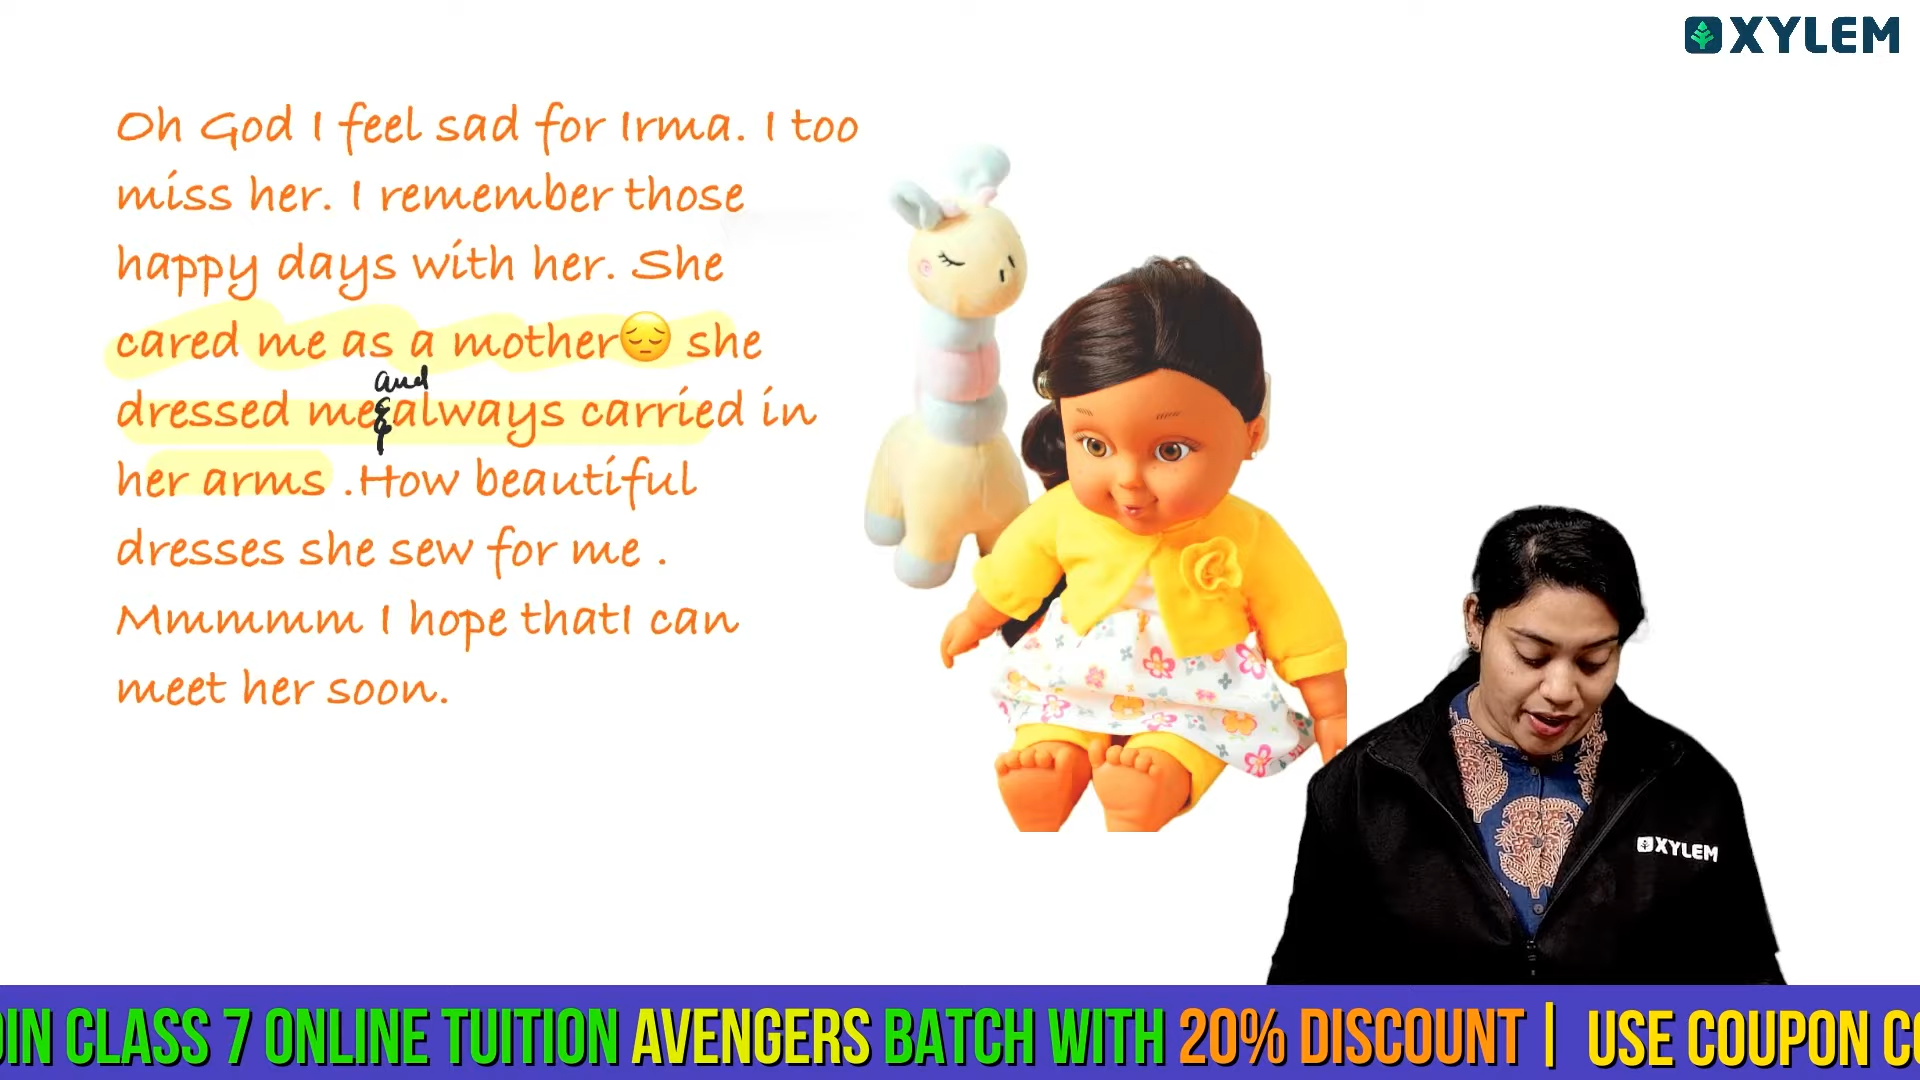 XYLEM
Oh God I feel sad for Irma. I too
miss her. I remember those
happy days with her. She
cared me as a mother😔 she
and
dressed me & always carried in
her arms .How beautiful
dresses she sew for me .
Mmmmm I hope thatI can
meet her soon.
XYLEM
OIN CLASS 7 ONLINE TUITION AVENGERS BATCH WITH 20% DISCOUNT | USE COUPON CO